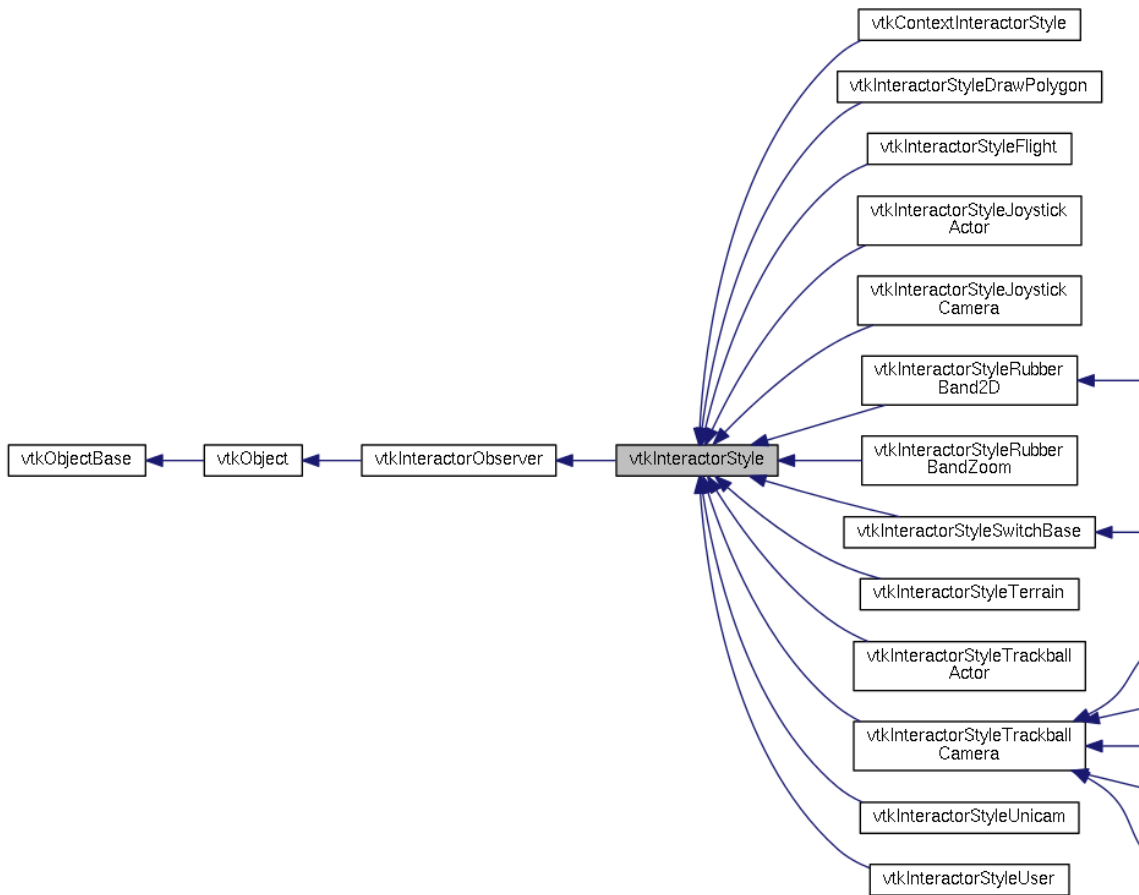 vtkContextInteractorStyle
vtkInteractorStyleDrawPolygon
vtkInteractorStyleFlight
vtkInteractorStyleJoystick
Actor
vtkInteractorStyleJoystick
Camera
vtkInteractorStyleRubber
Band2D
vtkObjectBase
vtkObject
vtkInteractorObserver
vtkInteractorStyle
vtkInteractorStyleRubber
BandZoom
vtkInteractorStyleSwitchBase
vtkInteractorStyleTerrain
vtkInteractorStyleTrackball
Actor
vtkInteractorStyleTrackball
Camera
vtkInteractorStyleUnicam
vtkInteractorStyleUser